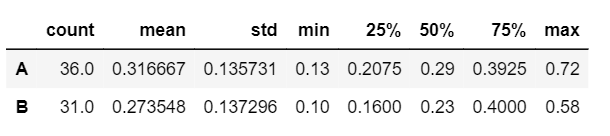 count mean std min 25% 50% 75% max
A 36.0 0.316667 0.135731 0.13 0.2075 0.29 0.3925 0.72
B 31.0 0.273548 0.137296 0.10 0.1600 0.23 0.4000 0.58